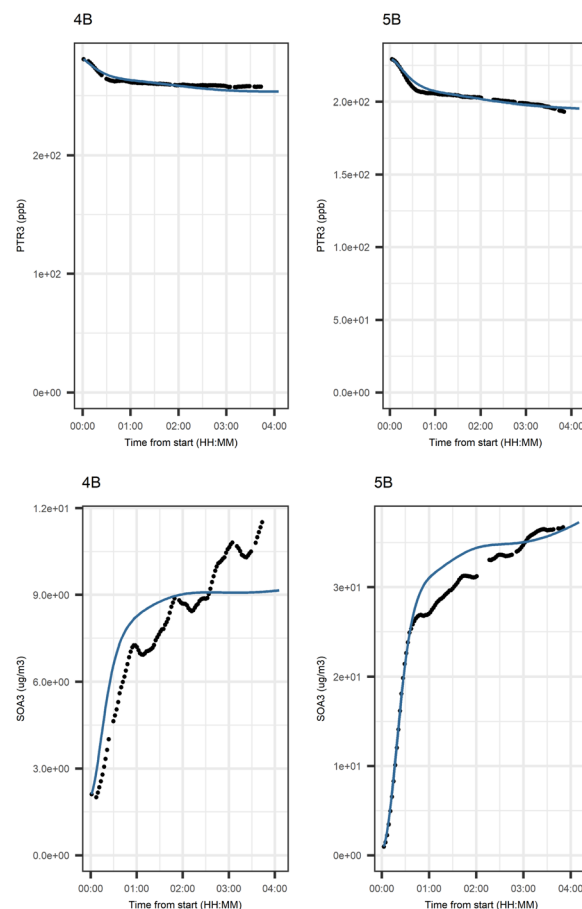 4B
5B
PTR3 (ppb)
2e+02
1e+02
0e+00
00:00 01:00 02:00 03:00 04:00
Time from start (HH:MM)
PTR3 (ppb)
2.0e+02
1.5e+02
1.0e+02
5.0e+01
0.0e+00
00:00 01:00 02:00 03:00 04:00
Time from start (HH:MM)
4B
5B
SOA3 (ug/m3)
1.2e+01
9.0e+00
6.0e+00
3.0e+00
0.0e+00
00:00 01:00 02:00 03:00 04:00
Time from start (HH:MM)
SOA3 (ug/m3)
3e+01
2e+01
1e+01
0e+00
00:00 01:00 02:00 03:00 04:00
Time from start (HH:MM)